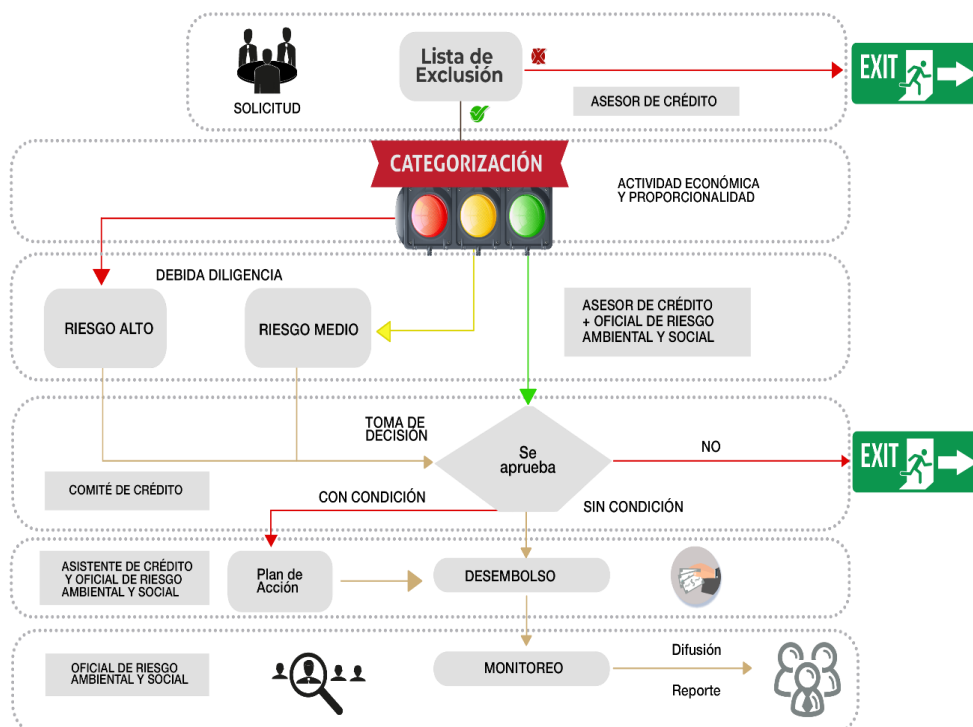 Lista de
Exclusión
EXIT
SOLICITUD
ASESOR DE CRÉDITO
CATEGORIZACIÓN
ACTIVIDAD ECONÓMICA
Y PROPORCIONALIDAD
DEBIDA DILIGENCIA
RIESGO ALTO
RIESGO MEDIO
ASESOR DE CRÉDITO
+ OFICIAL DE RIESGO
AMBIENTAL Y SOCIAL
TOMA DE
DECISIÓN
Se
aprueba
NO
EXIT
COMITÉ DE CRÉDITO
CON CONDICIÓN
SIN CONDICIÓN
ASISTENTE DE CRÉDITO
Y OFICIAL DE RIESGO
AMBIENTAL Y SOCIAL
Plan de
Acción
DESEMBOLSO
OFICIAL DE RIESGO
AMBIENTAL Y SOCIAL
MONITOREO
Difusión
Reporte